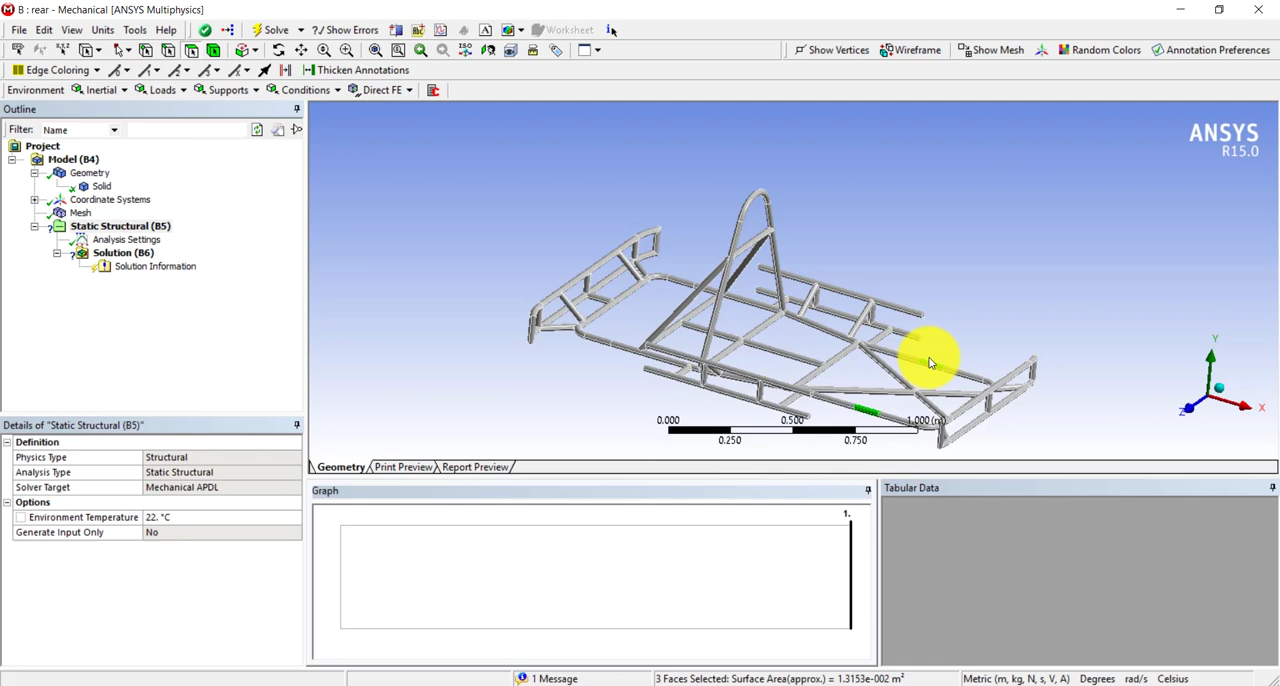 B : rear - Mechanical [ANSYS Multiphysics]
File Edit View Units Tools Help Solve ?/ Show Errors Worksheet
Show Vertices Wireframe Show Mesh Random Colors Annotation Preferences
Edge Coloring Thicken Annotations
Environment Inertial Loads Supports Conditions Direct FE
Outline
Filter: Name
Project
Model (B4)
Geometry
Solid
Coordinate Systems
Mesh
Static Structural (B5)
Analysis Settings
Solution (B6)
Solution Information
ANSYS
R15.0
Y
X
Z
0.000 0.500 1.000 (m)
0.250 0.750
Geometry Print Preview Report Preview
Details of "Static Structural (B5)"
Definition
Physics Type Structural
Analysis Type Static Structural
Solver Target Mechanical APDL
Options
Environment Temperature 22. °C
Generate Input Only No
Graph
1.
Tabular Data
1 Message 3 Faces Selected: Surface Area(approx.) = 1.3153e-002 m² Metric (m, kg, N, s, V, A) Degrees rad/s Celsius